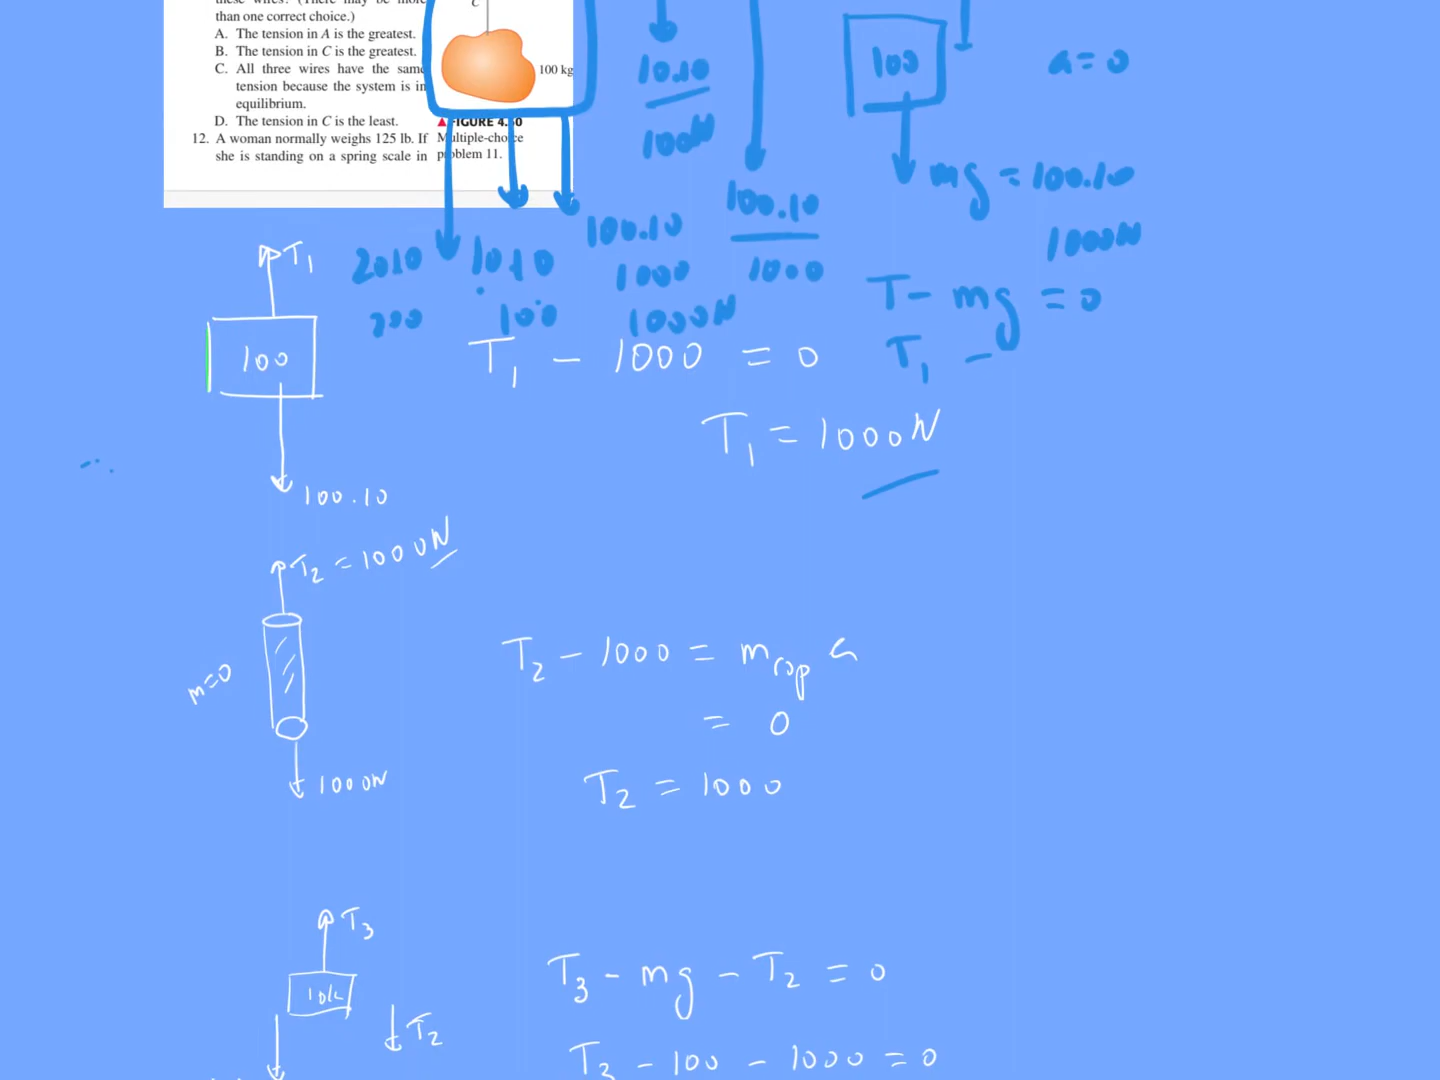 than one correct choice.)
A. The tension in A is the greatest.
B. The tension in C is the greatest.
C. All three wires have the same
tension because the system is in
equilibrium.
D. The tension in C is the least.
12. A woman normally weighs 125 lb. If
she is standing on a spring scale in
C
100 kg
FIGURE 4.
Multiple-choice
problem 11.
10.10
100N
100
a=0
mg = 100.10
1000N
100.10
1000
100.10
1000
1000N
2010
200
1010
100
T - mg = 0
T1 -
T1
100
100.10
T1 - 1000 = 0
T1 = 1000N
T2 = 1000N
m=0
1000N
T2 - 1000 = m rop a
= 0
T2 = 1000
T3
T2
T3 - mg - T2 = 0
T3 - 100 - 1000 = 0